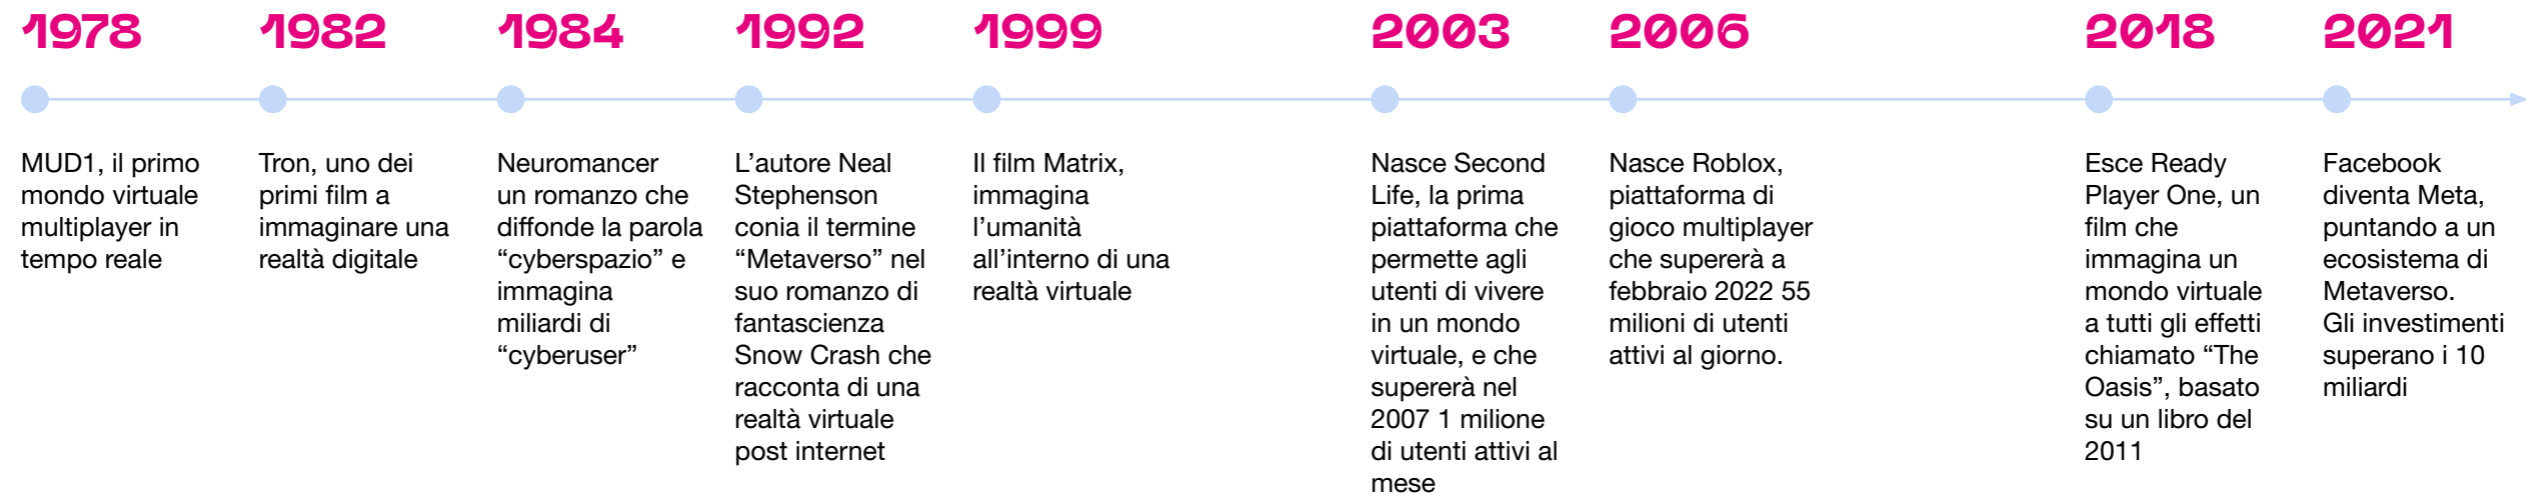 1978
MUD1, il primo
mondo virtuale
multiplayer in
tempo reale
1982
Tron, uno dei
primi film a
immaginare una
realtà digitale
1984
Neuromancer
un romanzo che
diffonde la parola
“cyberspazio” e
immagina
miliardi di
“cyberuser”
1992
L’autore Neal
Stephenson
conia il termine
“Metaverso” nel
suo romanzo di
fantascienza
Snow Crash che
racconta di una
realtà virtuale
post internet
1999
Il film Matrix,
immagina
l’umanità
all’interno di una
realtà virtuale
2003
Nasce Second
Life, la prima
piattaforma che
permette agli
utenti di vivere
in un mondo
virtuale, e che
supererà nel
2007 1 milione
di utenti attivi al
mese
2006
Nasce Roblox,
piattaforma di
gioco multiplayer
che supererà a
febbraio 2022 55
milioni di utenti
attivi al giorno.
2018
Esce Ready
Player One, un
film che
immagina un
mondo virtuale
a tutti gli effetti
chiamato “The
Oasis”, basato
su un libro del
2011
2021
Facebook
diventa Meta,
puntando a un
ecosistema di
Metaverso.
Gli investimenti
superano i 10
miliardi